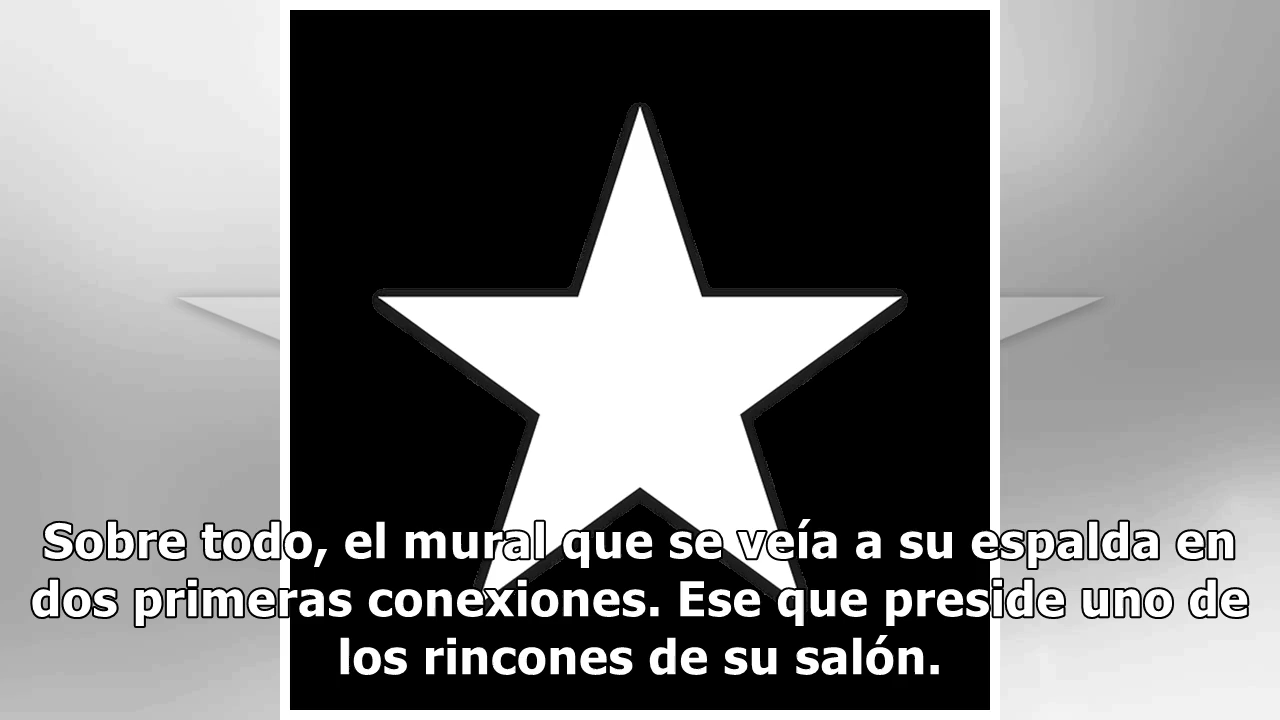 Sobre todo, el mural que se veía a su espalda en
dos primeras conexiones. Ese que preside uno de
los rincones de su salón.